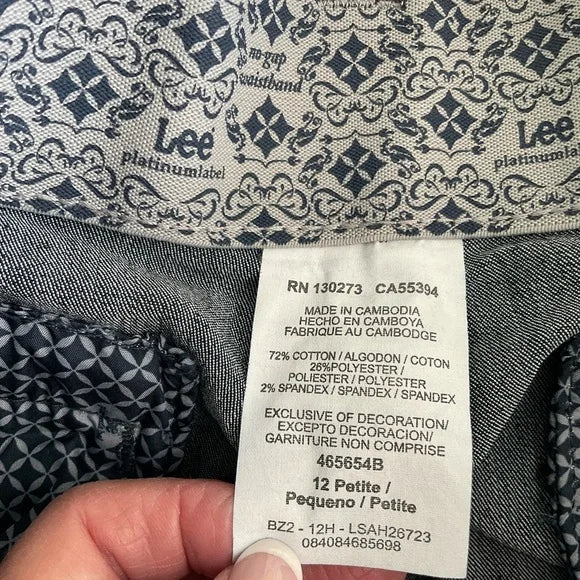 no-gap
waistband
Lee
platinumlabel
Lee
platinumlabel
RN 130273 CA55394
MADE IN CAMBODIA
HECHO EN CAMBOYA
FABRIQUE AU CAMBODGE
72% COTTON / ALGODON / COTON
26%POLYESTER /
POLIESTER / POLYESTER
2% SPANDEX / SPANDEX / SPANDEX
EXCLUSIVE OF DECORATION/
EXCEPTO DECORACION/
GARNITURE NON COMPRISE
465654B
12 Petite /
Pequeno / Petite
BZ2 - 12H - LSAH26723
084084685698